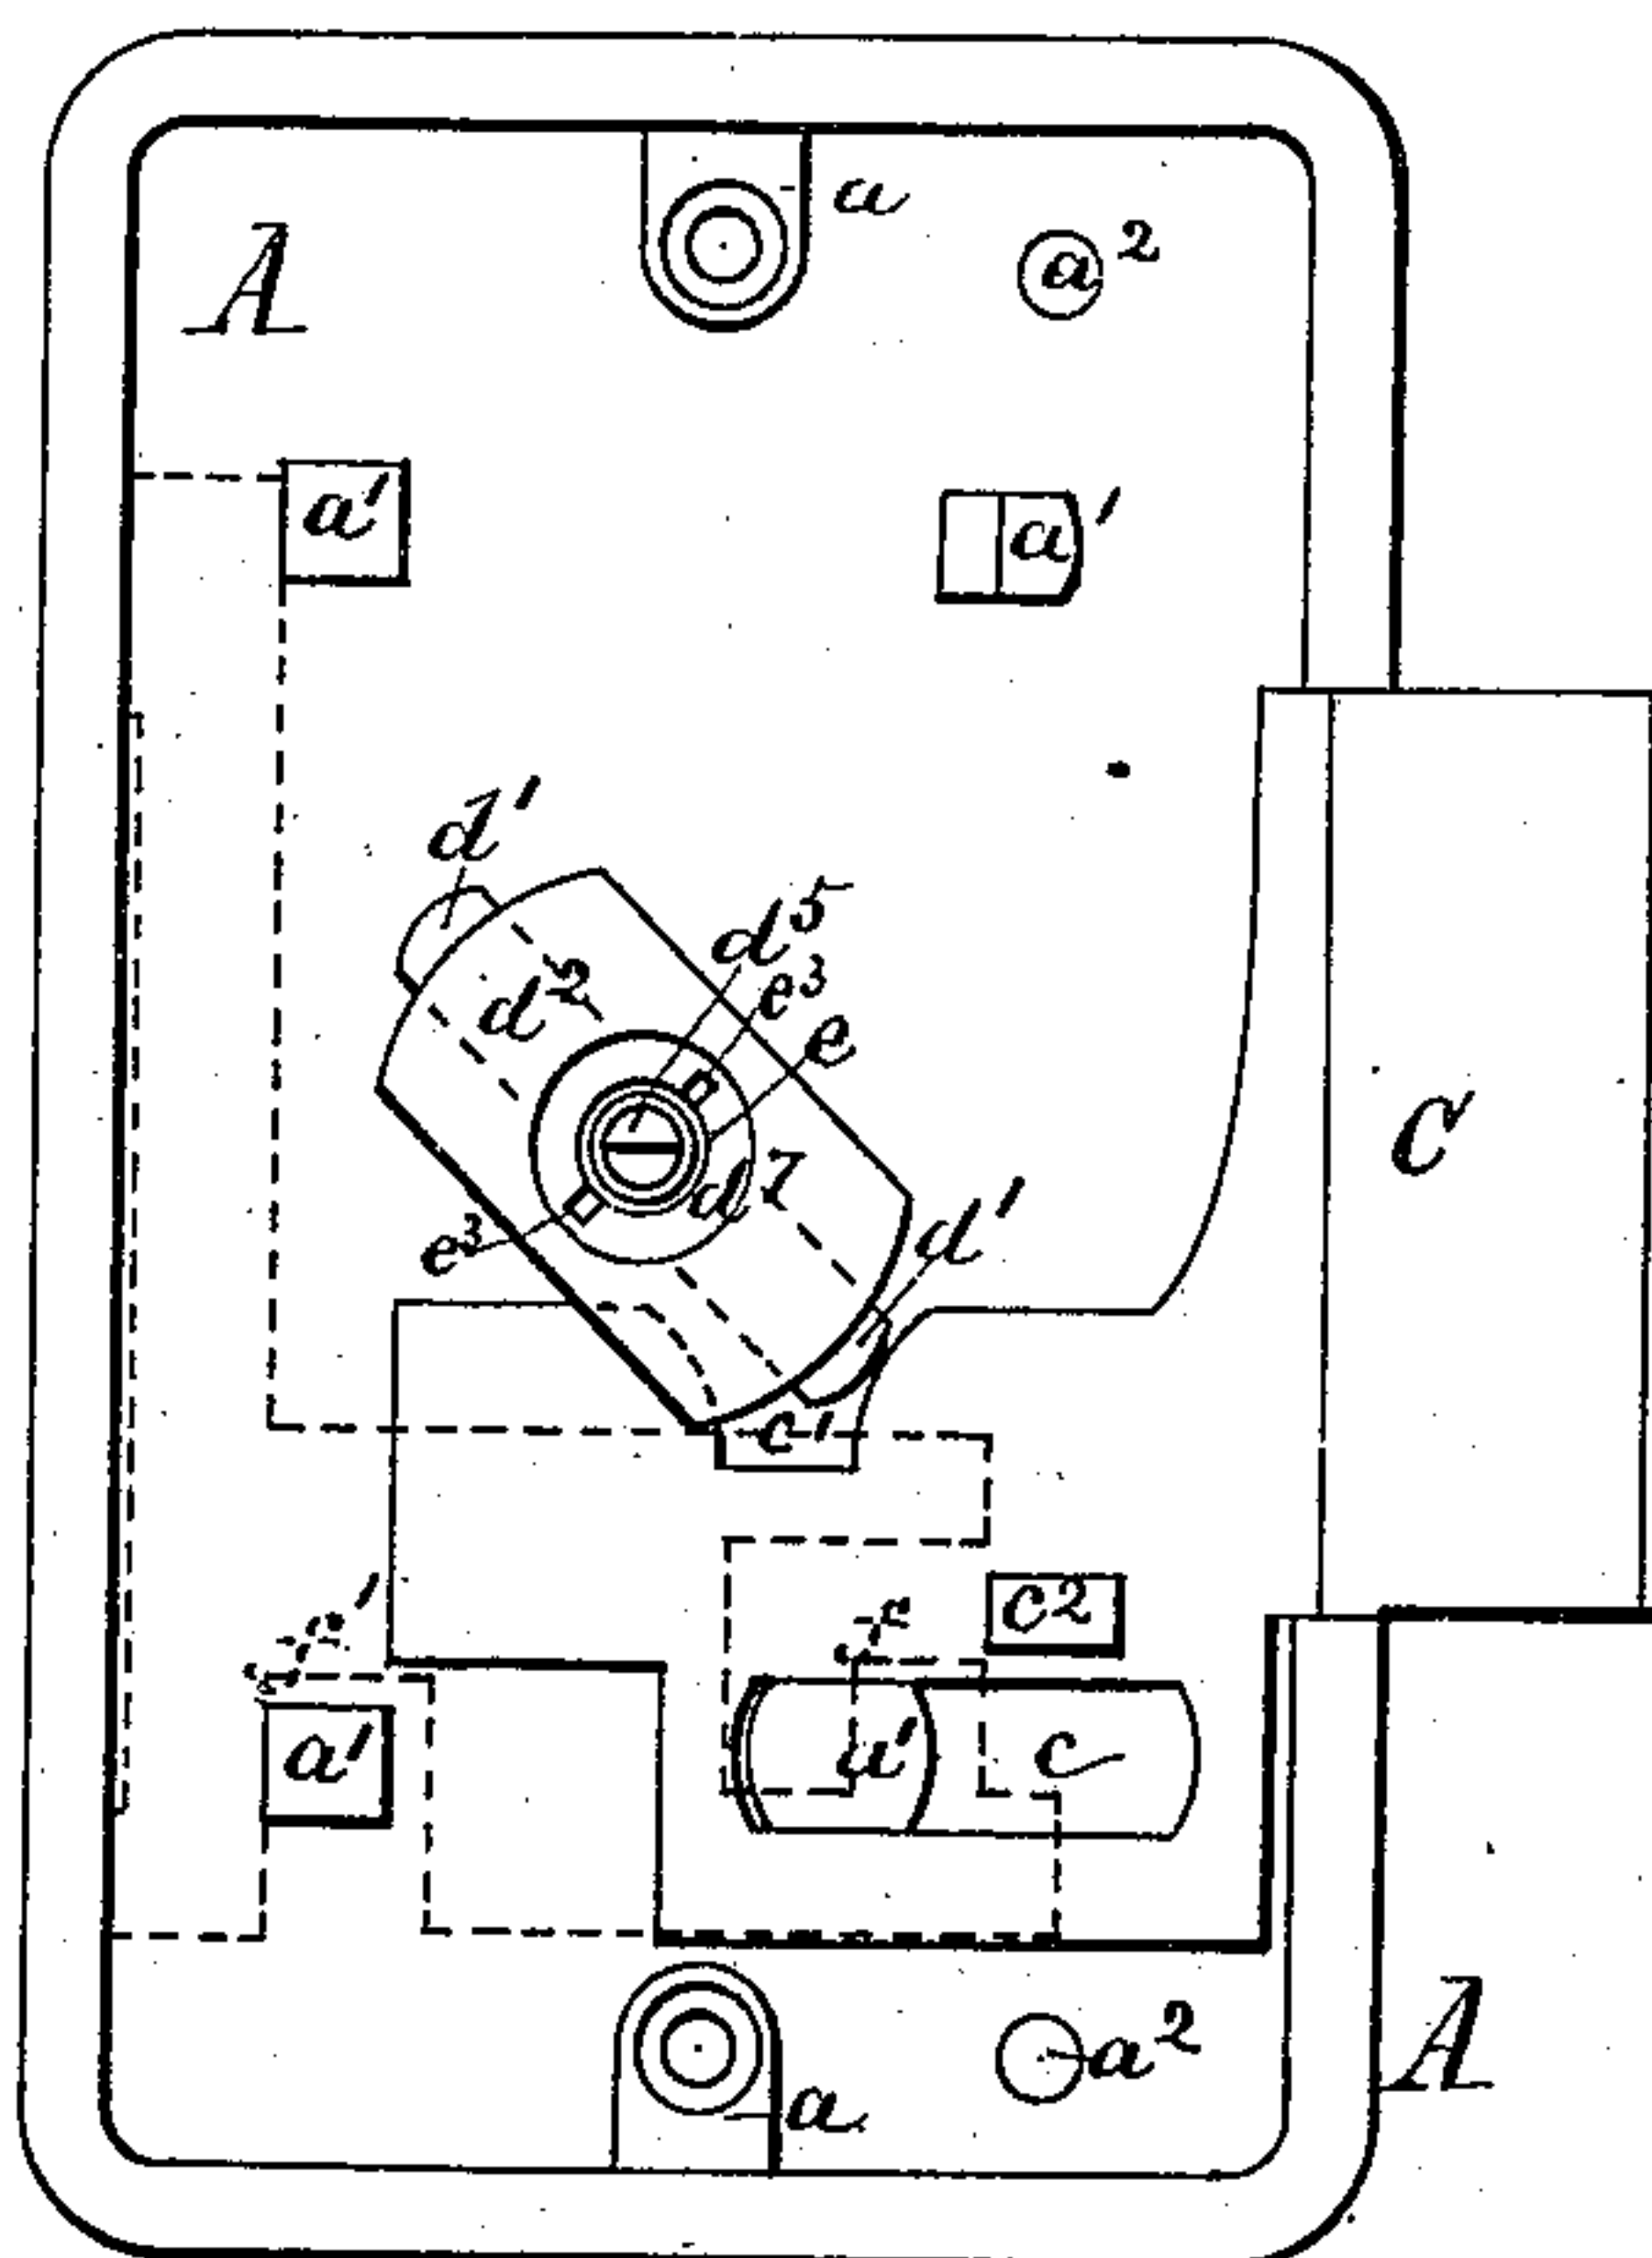 a
a²
A
a'
a'
d'
d⁵
e³
d²
e
C
d⁷
d'
e³
c'
c²
f'
f
a'
a'
c
A
a²
a